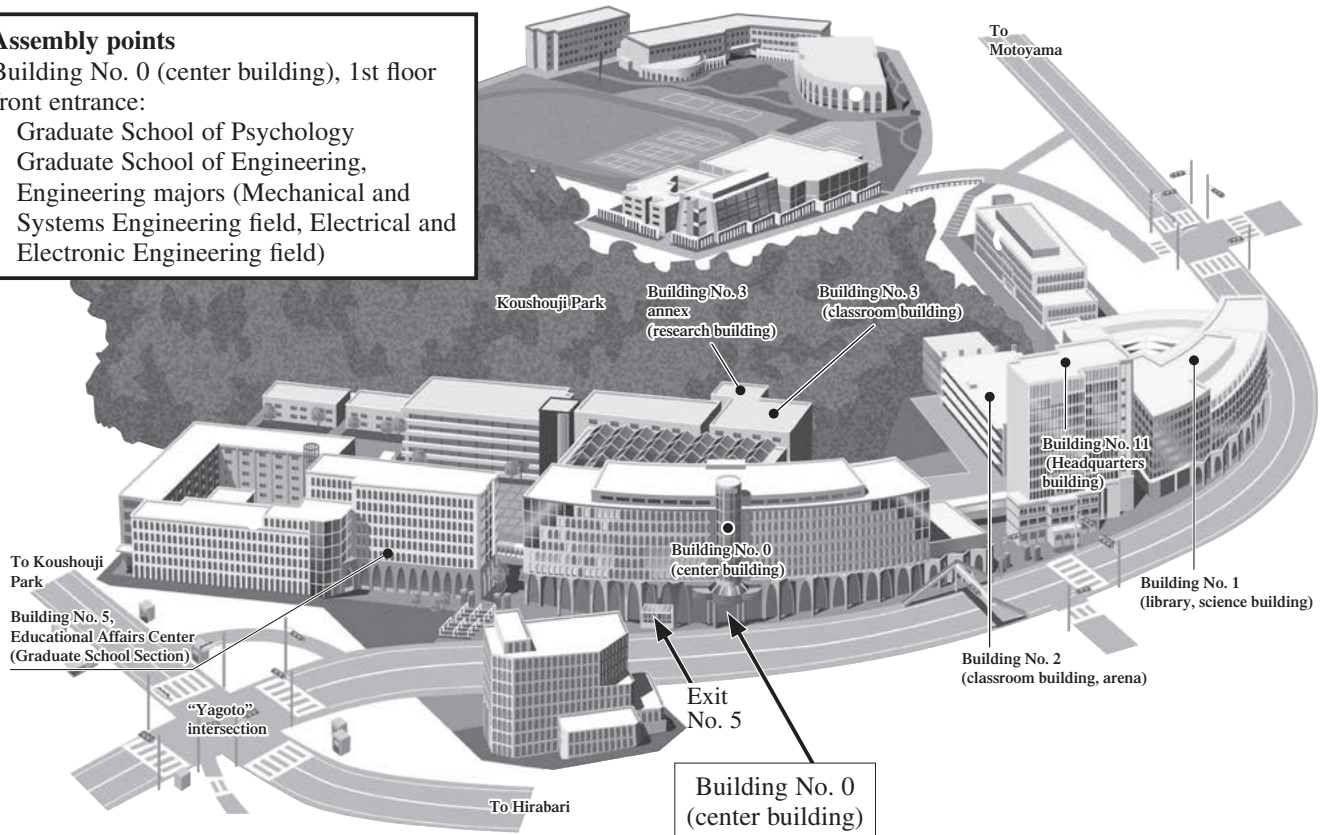 Assembly points
Building No. 0 (center building), 1st floor
front entrance:
Graduate School of Psychology
Graduate School of Engineering,
Engineering majors (Mechanical and
Systems Engineering field, Electrical and
Electronic Engineering field)
To
Motoyama
Koushouji Park
Building No. 3
annex
(research building)
Building No. 3
(classroom building)
Building No. 11
(Headquarters
building)
Building No. 0
(center building)
To Koushouji
Park
Building No. 5,
Educational Affairs Center
(Graduate School Section)
Building No. 1
(library, science building)
Building No. 2
(classroom building, arena)
"Yagoto"
intersection
Exit
No. 5
To Hirabari
Building No. 0
(center building)